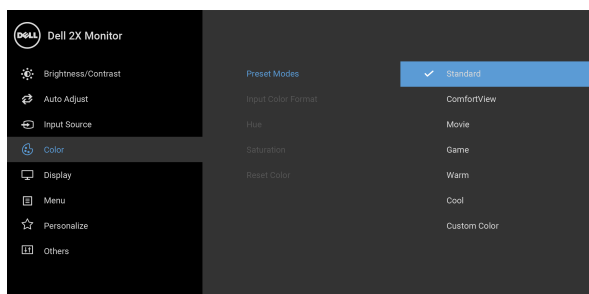 DELL Dell 2X Monitor
Brightness/Contrast Preset Modes Standard
Auto Adjust Input Color Format ComfortView
Input Source Hue Movie
Color Saturation Game
Display Reset Color Warm
Menu Cool
Personalize Custom Color
Others